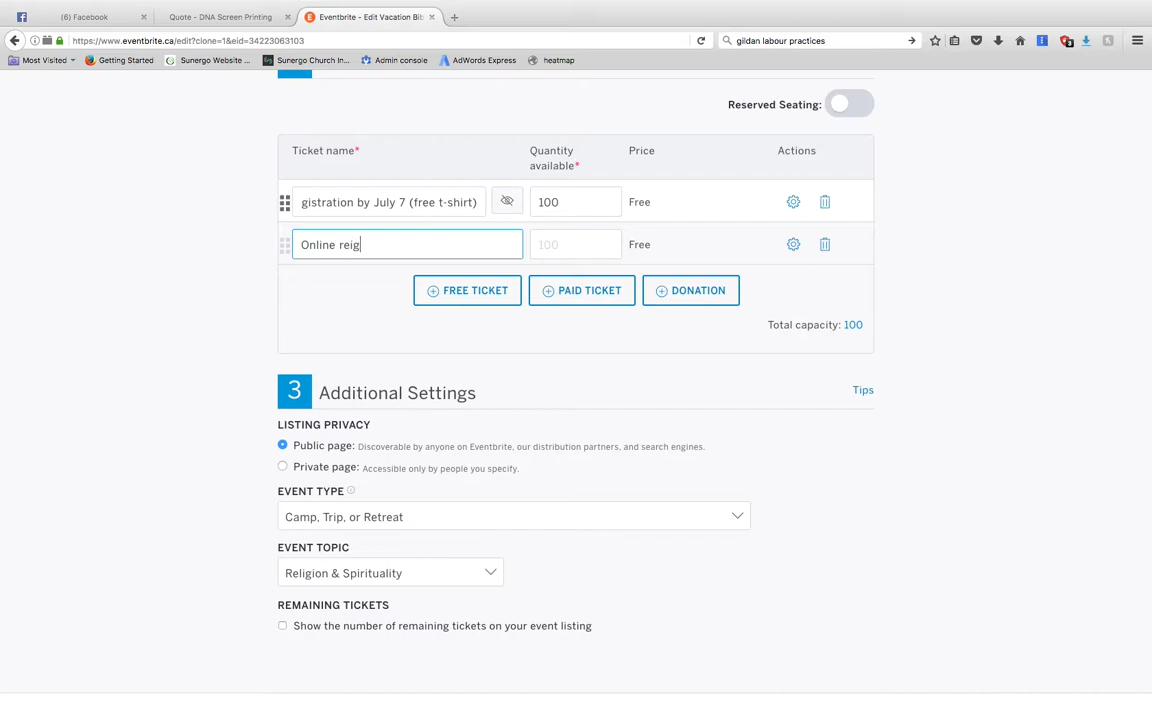 (6) Facebook
Quote - DNA Screen Printing
Eventbrite - Edit Vacation Bib
https://www.eventbrite.ca/edit?clone=1&eid=34223063103
gildan labour practices
Most Visited
Getting Started
Sunergo Website ...
Sunergo Church In...
Admin console
AdWords Express
heatmap
Reserved Seating:
Ticket name*
Quantity available*
Price
Actions
gistration by July 7 (free t-shirt)
100
Free
Online reig
100
Free
FREE TICKET
PAID TICKET
DONATION
Total capacity: 100
3
Additional Settings
Tips
LISTING PRIVACY
Public page: Discoverable by anyone on Eventbrite, our distribution partners, and search engines.
Private page: Accessible only by people you specify.
EVENT TYPE
Camp, Trip, or Retreat
EVENT TOPIC
Religion & Spirituality
REMAINING TICKETS
Show the number of remaining tickets on your event listing